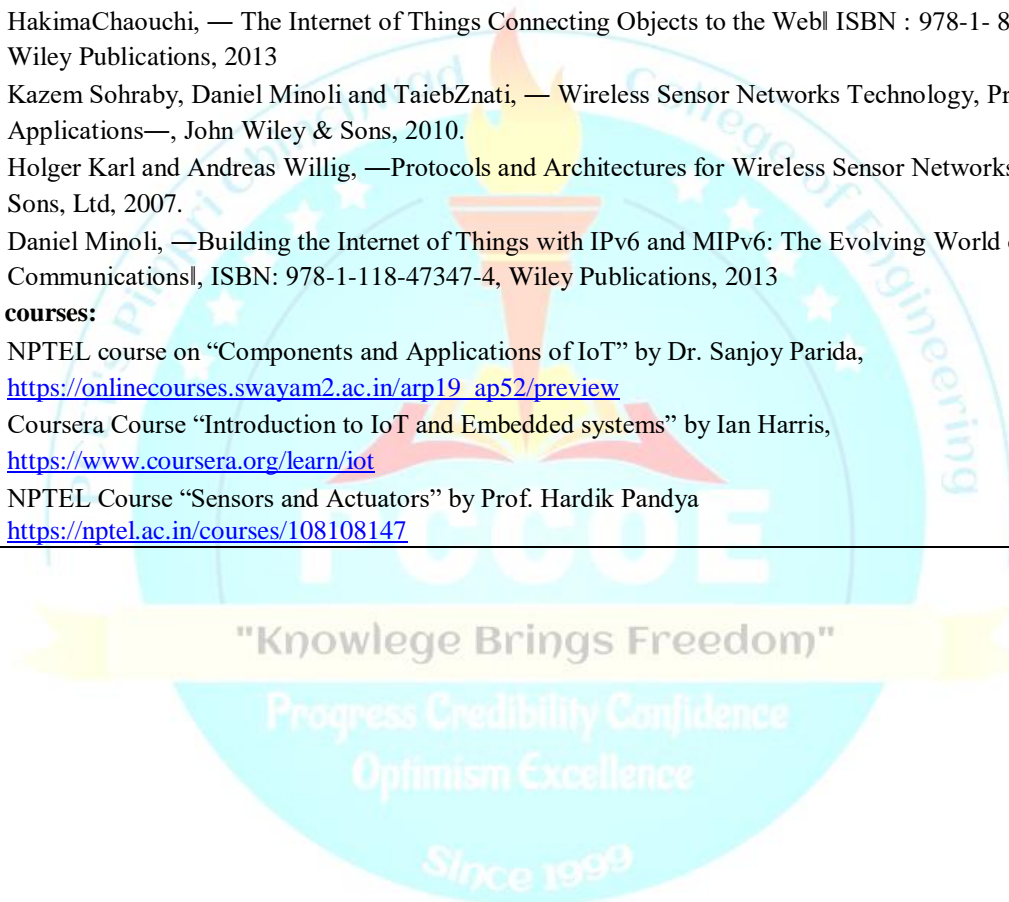 HakimaChaouchi, ― The Internet of Things Connecting Objects to the Web‖ ISBN : 978-1- 8
Wiley Publications, 2013
Kazem Sohraby, Daniel Minoli and TaiebZnati, ― Wireless Sensor Networks Technology, Pr
Applications―, John Wiley & Sons, 2010.
Holger Karl and Andreas Willig, ―Protocols and Architectures for Wireless Sensor Networks
Sons, Ltd, 2007.
Daniel Minoli, ―Building the Internet of Things with IPv6 and MIPv6: The Evolving World
Communications‖, ISBN: 978-1-118-47347-4, Wiley Publications, 2013
courses:
NPTEL course on “Components and Applications of IoT” by Dr. Sanjoy Parida,
https://onlinecourses.swayam2.ac.in/arp19_ap52/preview
Coursera Course “Introduction to IoT and Embedded systems” by Ian Harris,
https://www.coursera.org/learn/iot
NPTEL Course “Sensors and Actuators” by Prof. Hardik Pandya
https://nptel.ac.in/courses/108108147
Pimpri Chinchwad College of Engineering
PCCOE
"Knowlege Brings Freedom"
Progress Credibility Confidence
Optimism Excellence
Since 1999